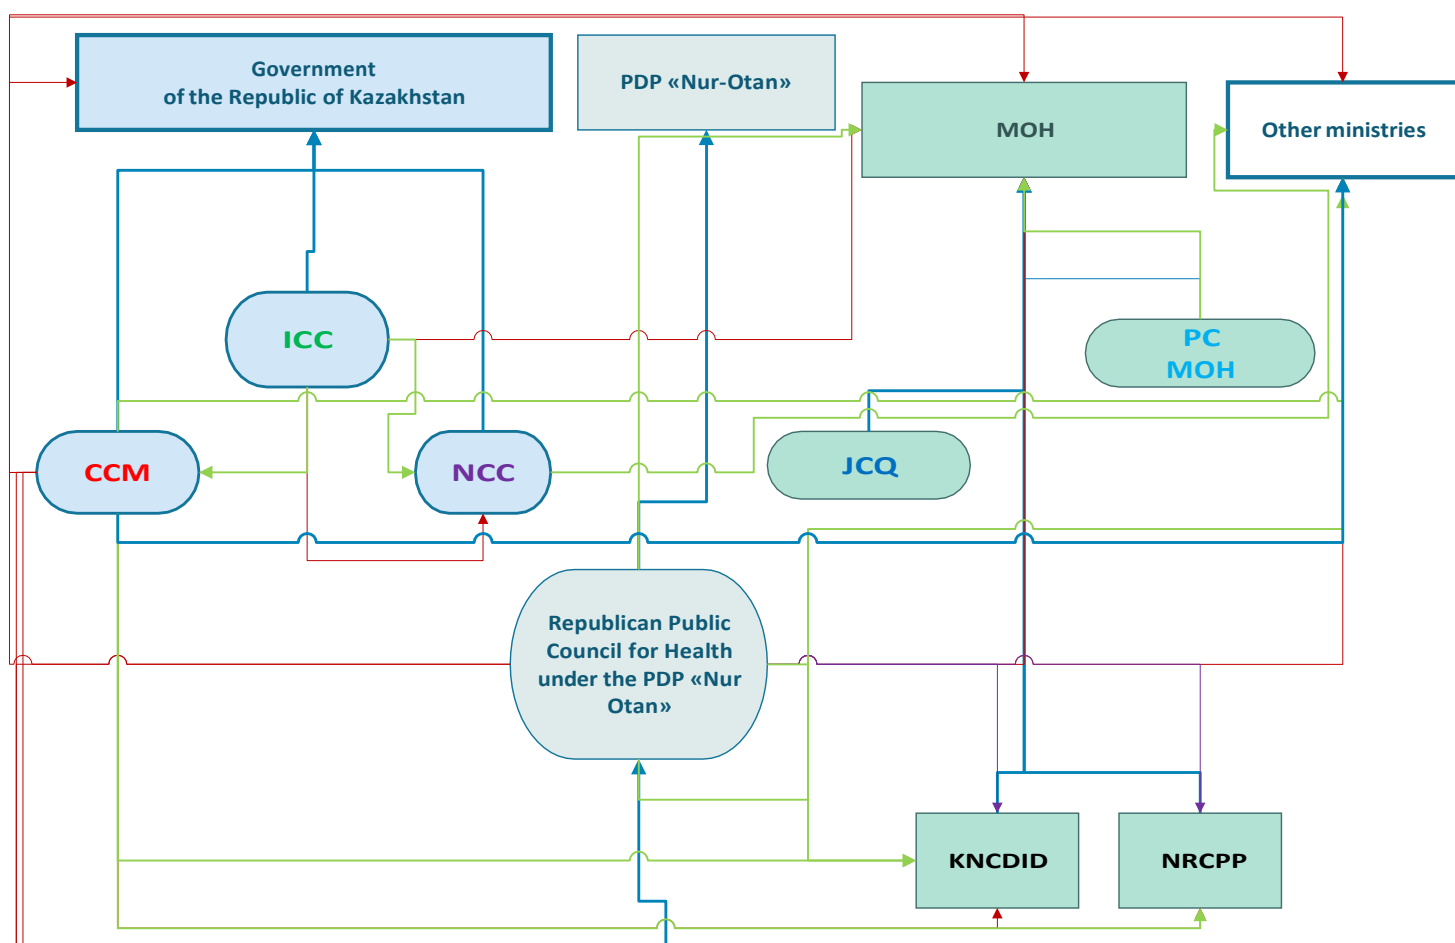 Government
of the Republic of Kazakhstan
PDP «Nur-Otan»
MOH
Other ministries
ICC
PC
MOH
CCM
NCC
JCQ
Republican Public
Council for Health
under the PDP «Nur
Otan»
KNCDID
NRCPP